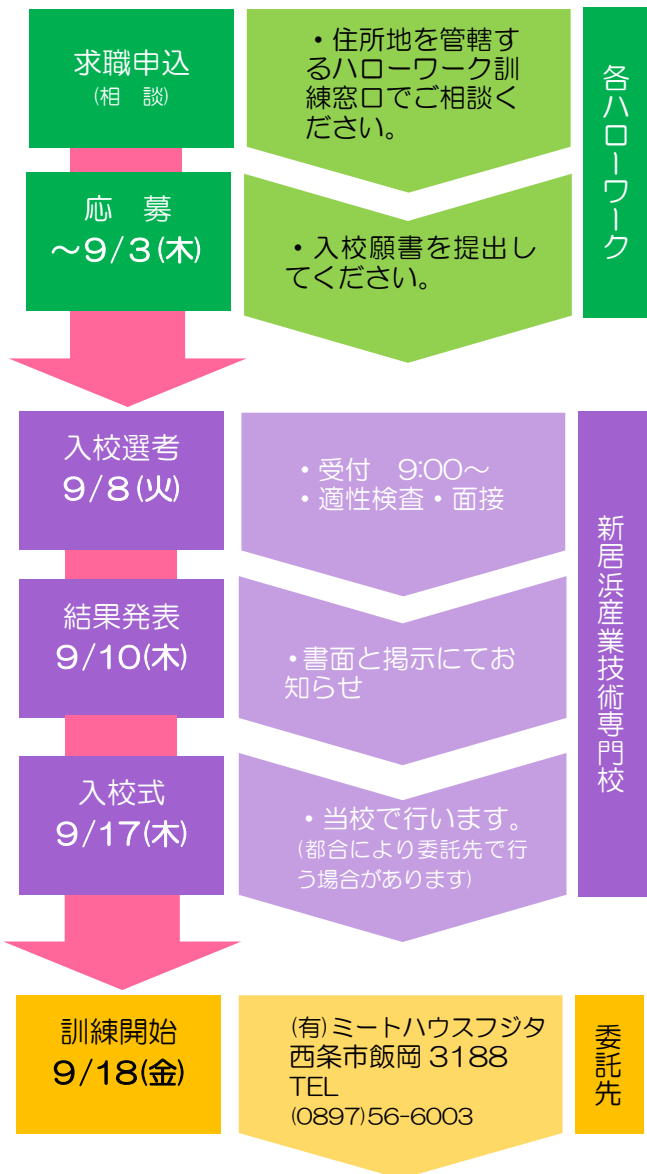 求職申込
(相　談)
・住所地を管轄す
るハローワーク訓
練窓口でご相談く
ださい。
各ハローワーク
応　募
～9/3(木)
・入校願書を提出し
てください。
入校選考
9/8(火)
・受付　9:00～
・適性検査・面接
新居浜産業技術専門校
結果発表
9/10(木)
・書面と掲示にてお
知らせ
入校式
9/17(木)
・当校で行います。
(都合により委託先で行
う場合があります)
訓練開始
9/18(金)
(有)ミートハウスフジタ
西条市飯岡 3188
TEL
(0897)56-6003
委託先